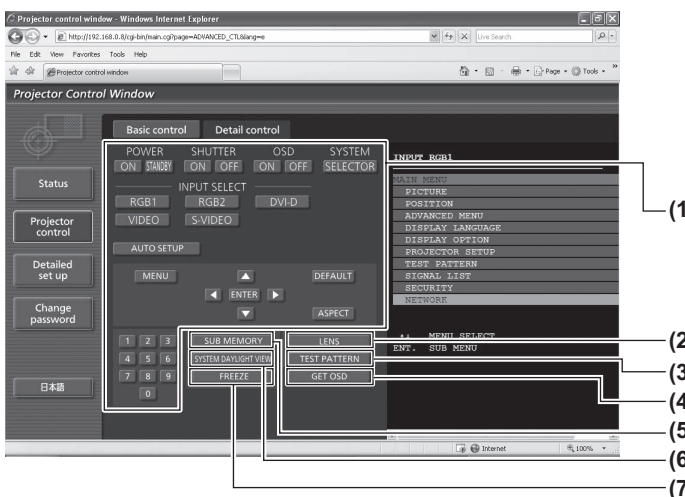 Projector control window - Windows Internet Explorer
http://192.168.0.8/cgi-bin/main.cgi?page=ADVANCED_CTL&lang=e
Live Search
File Edit View Favorites Tools Help
Projector control window
Page Tools
Projector Control Window
Basic control Detail control
POWER SHUTTER OSD SYSTEM
ON STANDBY ON OFF ON OFF SELECTOR
INPUT SELECT
RGB1 RGB2 DVI-D
VIDEO S-VIDEO
AUTO SETUP
MENU DEFAULT
ENTER
ASPECT
1 2 3 SUB MEMORY LENS
4 5 6 SYSTEM DAYLIGHT VIEW TEST PATTERN
7 8 9 FREEZE GET OSD
0
Status
Projector
control
Detailed
set up
Change
password
日本語
INPUT RGB1
MAIN MENU
PICTURE
POSITION
ADVANCED MENU
DISPLAY LANGUAGE
DISPLAY OPTION
PROJECTOR SETUP
TEST PATTERN
SIGNAL LIST
SECURITY
NETWORK
MENU SELECT
ENT. SUB MENU
Internet 100%
(1
(2
(3
(4
(5
(6
(7